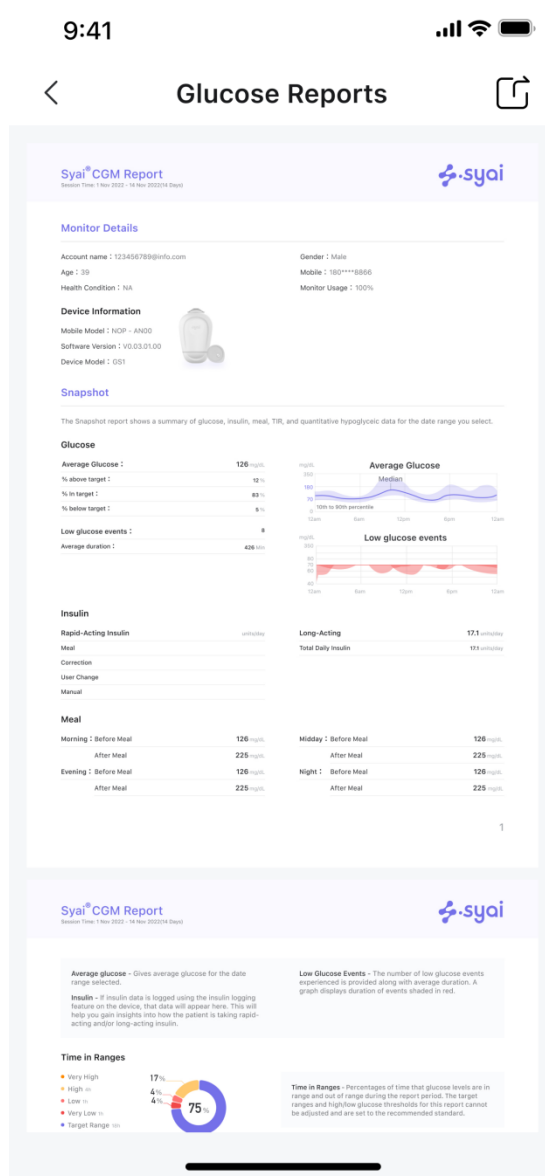 9:41
Glucose Reports
Syai® CGM Report
Session Time: 1 Nov 2022 - 14 Nov 2022(14 Days)
syai
Monitor Details
Account name : 123456789@info.com
Gender : Male
Age : 39
Mobile : 180****8866
Health Condition : NA
Monitor Usage : 100%
Device Information
Mobile Model : NOP - AN00
Software Version : V0.03.01.00
Device Model : GS1
Snapshot
The Snapshot report shows a summary of glucose, insulin, meal, TIR, and quantitative hypoglyceic data for the date range you select.
Glucose
Average Glucose : 126 mg/dL
% above target : 12 %
% In target : 83 %
% below target : 5 %
Low glucose events : 8
Average duration : 426 Min
mg/dL
Average Glucose
350
Median
180
70
10th to 90th percentile
0
12am 6am 12pm 6pm 12am
mg/dL
Low glucose events
350
80
70
60
40
12am 6am 12pm 6pm 12am
Insulin
Rapid-Acting Insulin units/day
Long-Acting 17.1 units/day
Meal
Total Daily Insulin 17.1 units/day
Correction
User Change
Manual
Meal
Morning : Before Meal 126 mg/dL
Midday : Before Meal 126 mg/dL
After Meal 225 mg/dL
After Meal 225 mg/dL
Evening : Before Meal 126 mg/dL
Night : Before Meal 126 mg/dL
After Meal 225 mg/dL
After Meal 225 mg/dL
1
Syai® CGM Report
Session Time: 1 Nov 2022 - 14 Nov 2022(14 Days)
syai
Average glucose - Gives average glucose for the date
range selected.
Insulin - If insulin data is logged using the insulin logging
feature on the device, that data will appear here. This will
help you gain insights into how the patient is taking rapid-
acting and/or long-acting insulin.
Low Glucose Events - The number of low glucose events
experienced is provided along with average duration. A
graph displays duration of events shaded in red.
Time in Ranges
Very High
High
Low 1h
Very Low 1h
Target Range
17%
4%
4%
75%
Time in Ranges - Percentages of time that glucose levels are in
range and out of range during the report period. The target
ranges and high/low glucose thresholds for this report cannot
be adjusted and are set to the recommended standard.